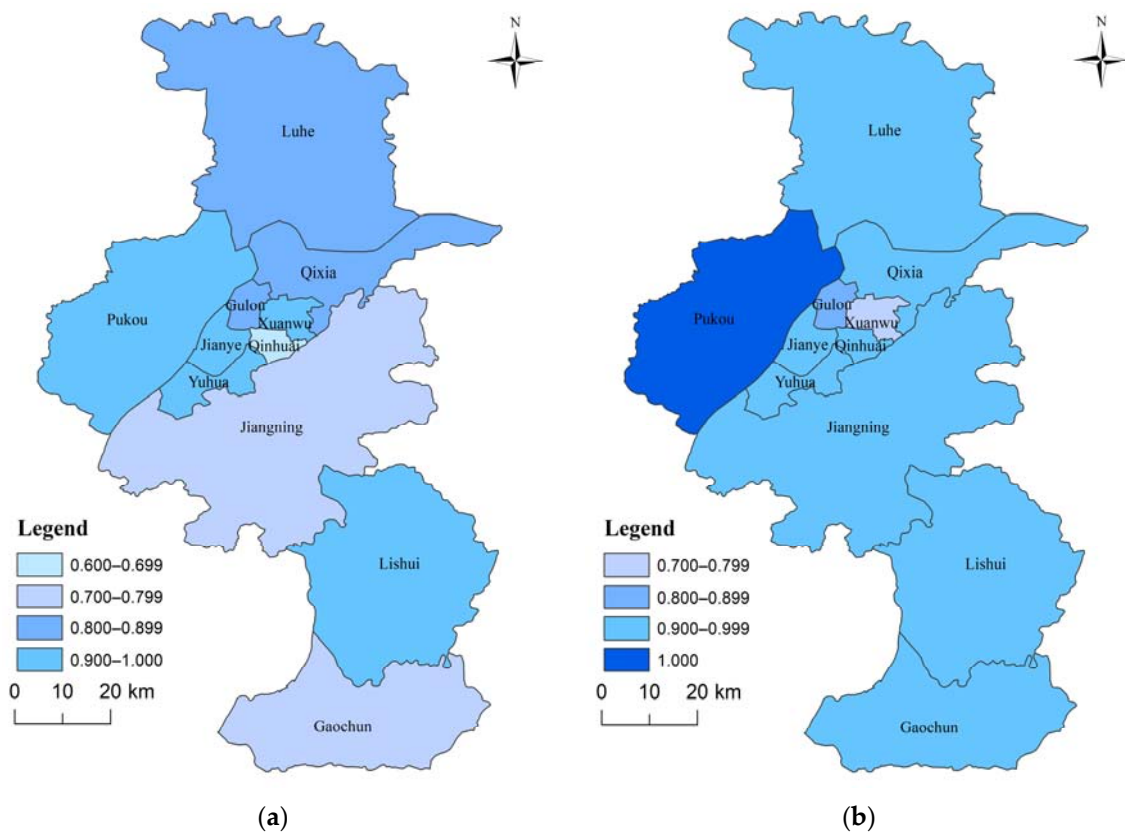 N
Luhe
Qixia
Gulou
Pukou
Xuanwu
Jianye
Qinhuai
Yuhua
Jiangning
Legend
0.600–0.699
0.700–0.799
0.800–0.899
0.900–1.000
0 10 20 km
Lishui
Gaochun
(a)
N
Luhe
Qixia
Gulou
Pukou
Xuanwu
Jianye
Qinhuai
Yuhua
Jiangning
Legend
0.700–0.799
0.800–0.899
0.900–0.999
1.000
0 10 20 km
Lishui
Gaochun
(b)